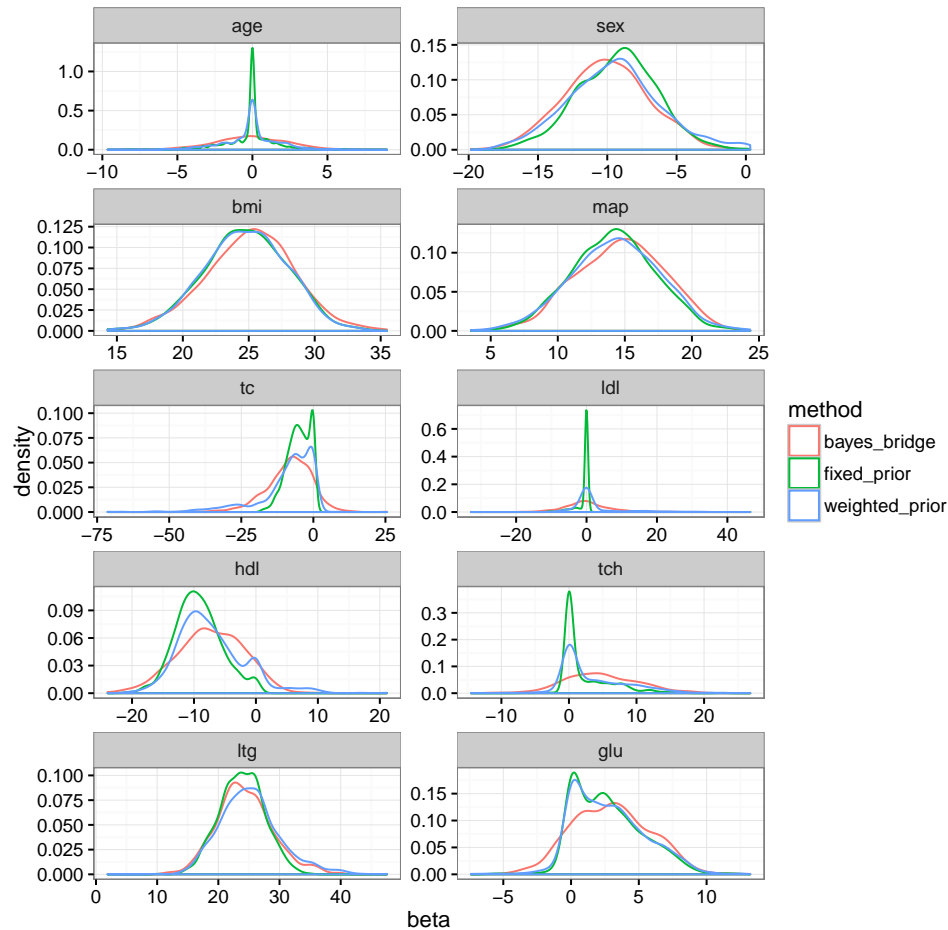 age
sex
1.0
0.5
0.0
−10 −5 0 5
0.15
0.10
0.05
0.00
−20 −15 −10 −5 0
bmi
map
0.125
0.100
0.075
0.050
0.025
0.000
15 20 25 30 35
0.10
0.05
0.00
5 10 15 20 25
tc
ldl
0.100
0.075
0.050
0.025
0.000
−75 −50 −25 0 25
0.6
0.4
0.2
0.0
−20 0 20 40
hdl
tch
0.09
0.06
0.03
0.00
−20 −10 0 10 20
0.3
0.2
0.1
0.0
−10 0 10 20
ltg
glu
0.100
0.075
0.050
0.025
0.000
0 10 20 30 40
0.15
0.10
0.05
0.00
−5 0 5 10
density
beta
method
bayes_bridge
fixed_prior
weighted_prior